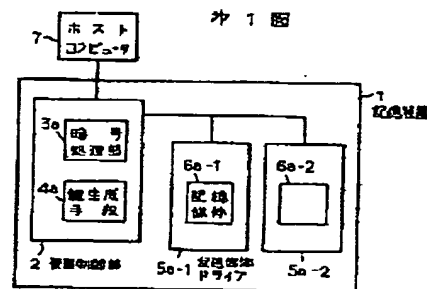 第1図
ホスト
コンピュータ
7
1
記憶装置
3a
暗号
処理部
4a
鍵生成
手段
2 装置制御部
6a-1
記録
媒体
5a-1 記憶媒体
ドライブ
6a-2
5a-2